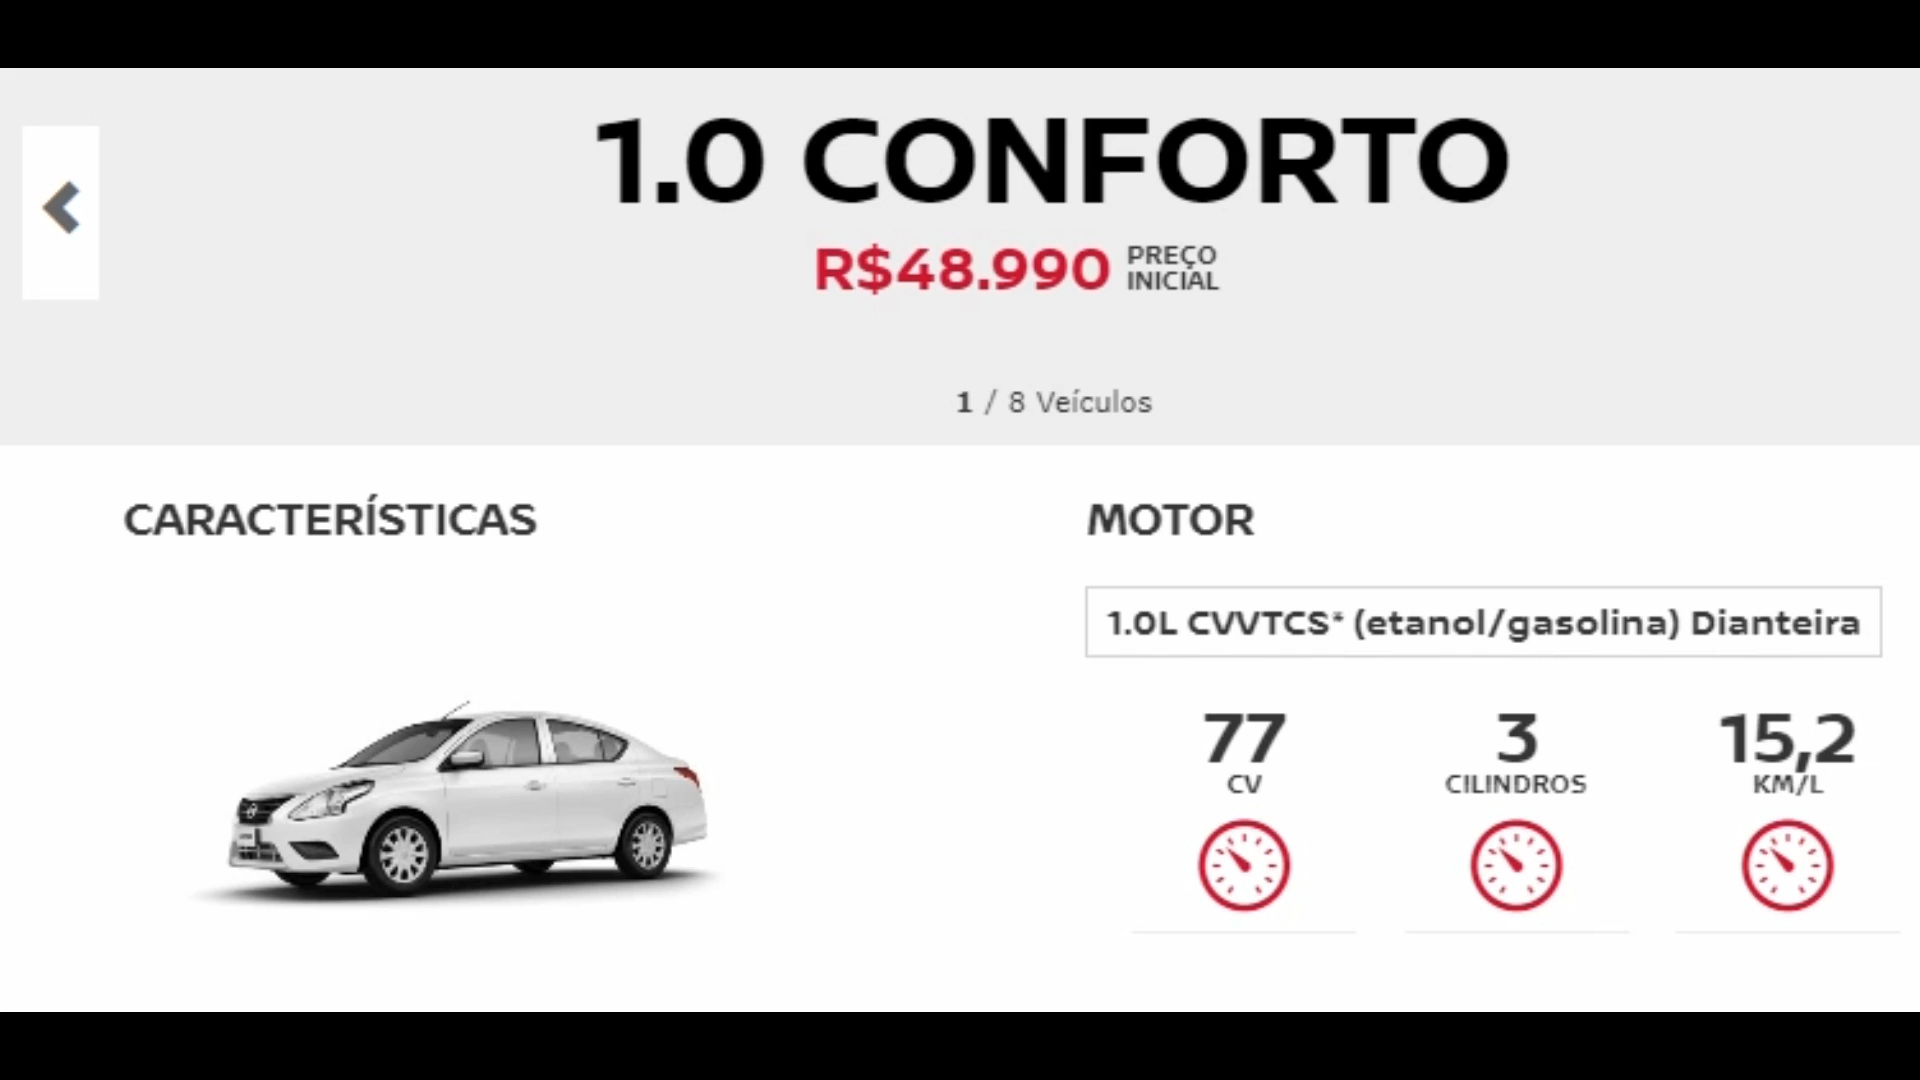 1.0 CONFORTO
R$48.990 PREÇO
INICIAL
1 / 8 Veículos
CARACTERÍSTICAS
MOTOR
1.0L CVVTCS* (etanol/gasolina) Dianteira
77
CV
3
CILINDROS
15,2
KM/L